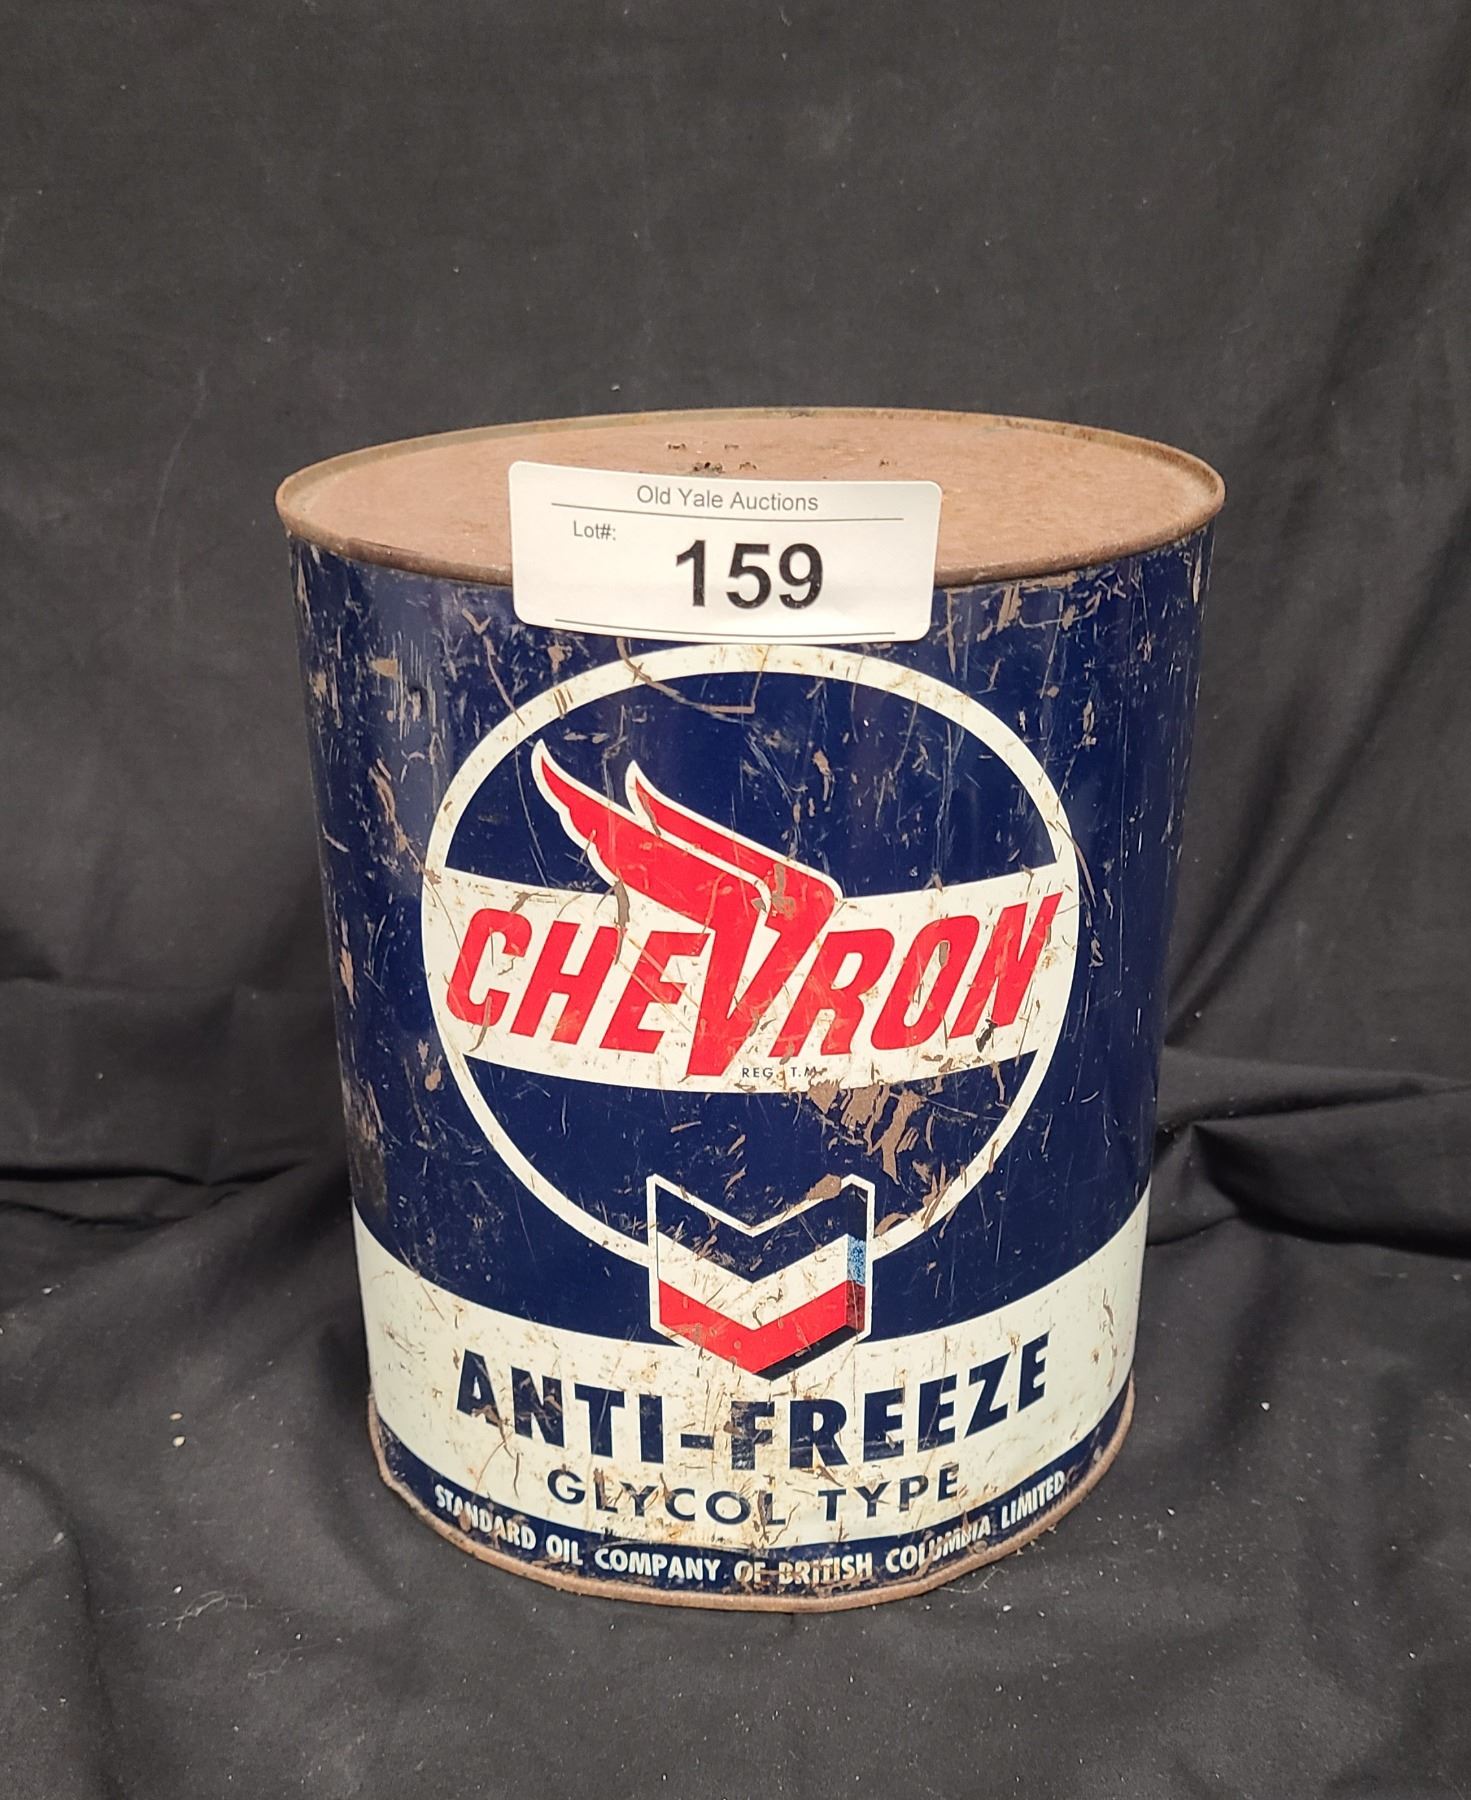 Old Yale Auctions
Lot#:
159
CHEVRON
REG. T.M.
ANTI-FREEZE
GLYCOL TYPE
STANDARD OIL COMPANY OF BRITISH COLUMBIA LIMITED